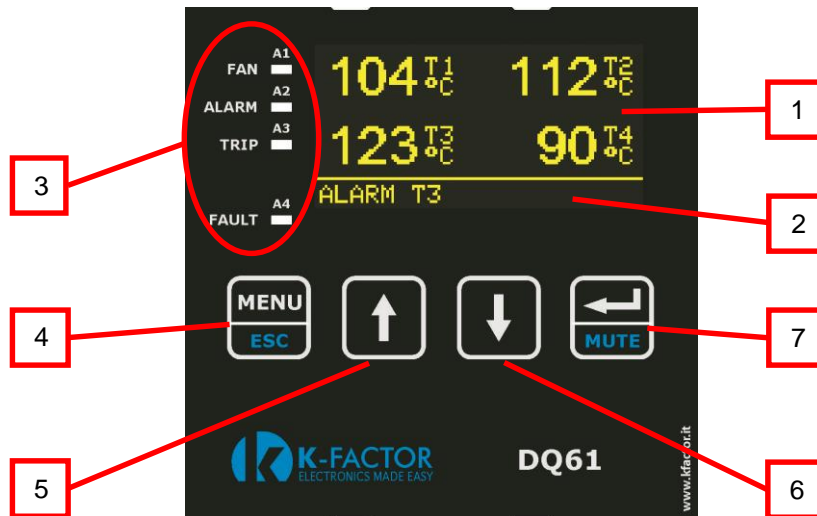 A1
FAN
A2
ALARM
A3
TRIP
A4
FAULT
104 T1 °C
112 T2 °C
123 T3 °C
90 T4 °C
ALARM T3
1
2
3
MENU
ESC
MUTE
4
7
K-FACTOR
ELECTRONICS MADE EASY
DQ61
www.kfactor.it
5
6